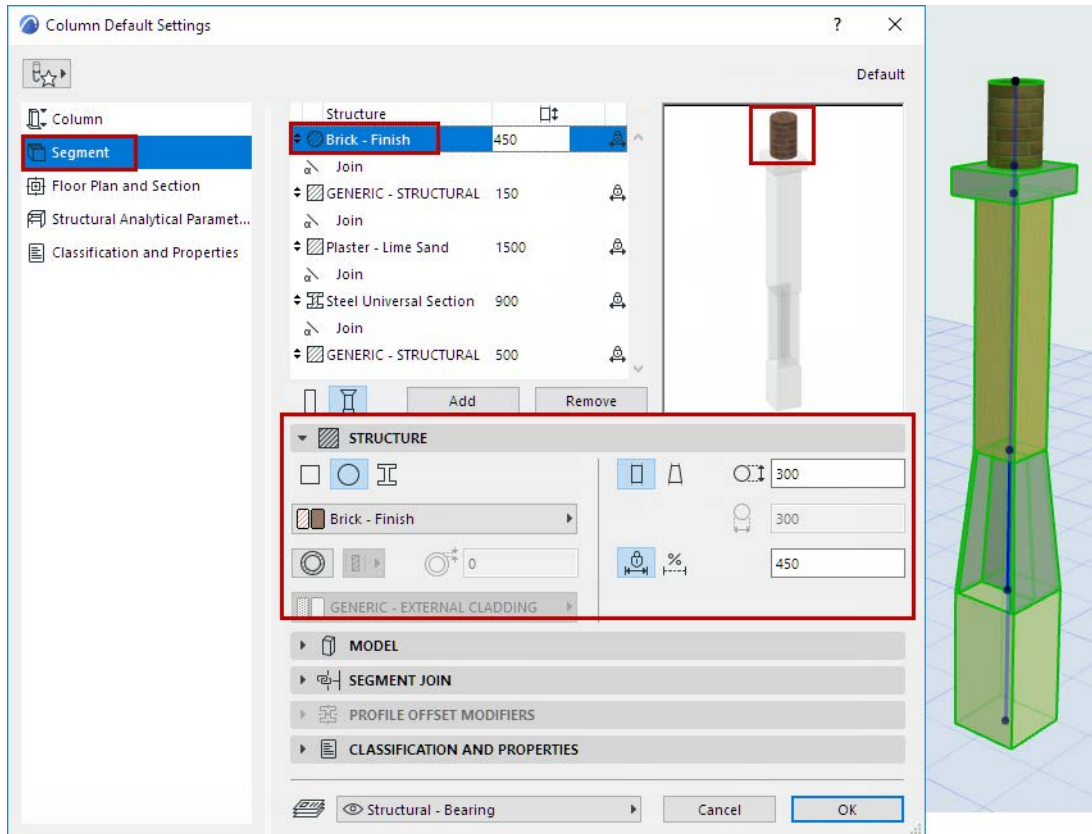 Column Default Settings
?
Default
Column
Segment
Floor Plan and Section
Structural Analytical Paramet...
Classification and Properties
Structure
Brick - Finish 450
Join
GENERIC - STRUCTURAL 150
Join
Plaster - Lime Sand 1500
Join
Steel Universal Section 900
Join
GENERIC - STRUCTURAL 500
Add Remove
STRUCTURE
300
Brick - Finish 300
0 % 450
GENERIC - EXTERNAL CLADDING
MODEL
SEGMENT JOIN
PROFILE OFFSET MODIFIERS
CLASSIFICATION AND PROPERTIES
Structural - Bearing Cancel OK